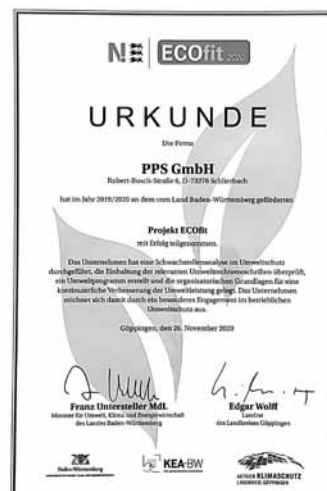 N!
ECOfit 2020
URKUNDE
Die Firma
PPS GmbH
Robert-Bosch-Straße 6, D-73278 Schlierbach
hat im Jahr 2019/2020 an dem vom Land Baden-Württemberg geförderten
Projekt ECOfit
mit Erfolg teilgenommen.
Das Unternehmen hat eine Schwachstellenanalyse im Umweltschutz
durchgeführt, die Einhaltung der relevanten Umweltrechtsvorschriften überprüft,
ein Umweltprogramm erstellt und die organisatorischen Grundlagen für eine
kontinuierliche Verbesserung der Umweltleistung gelegt. Das Unternehmen
zeichnet sich damit durch ein besonderes Engagement im betrieblichen
Umweltschutz aus.
Göppingen, den 26. November 2020
Franz Untersteller MdL
Minister für Umwelt, Klima und Energiewirtschaft
des Landes Baden-Württemberg
Edgar Wolff
Landrat
des Landkreises Göppingen
Baden-Württemberg
KEA-BW
AKTIVER KLIMASCHUTZ
LANDKREIS GÖPPINGEN